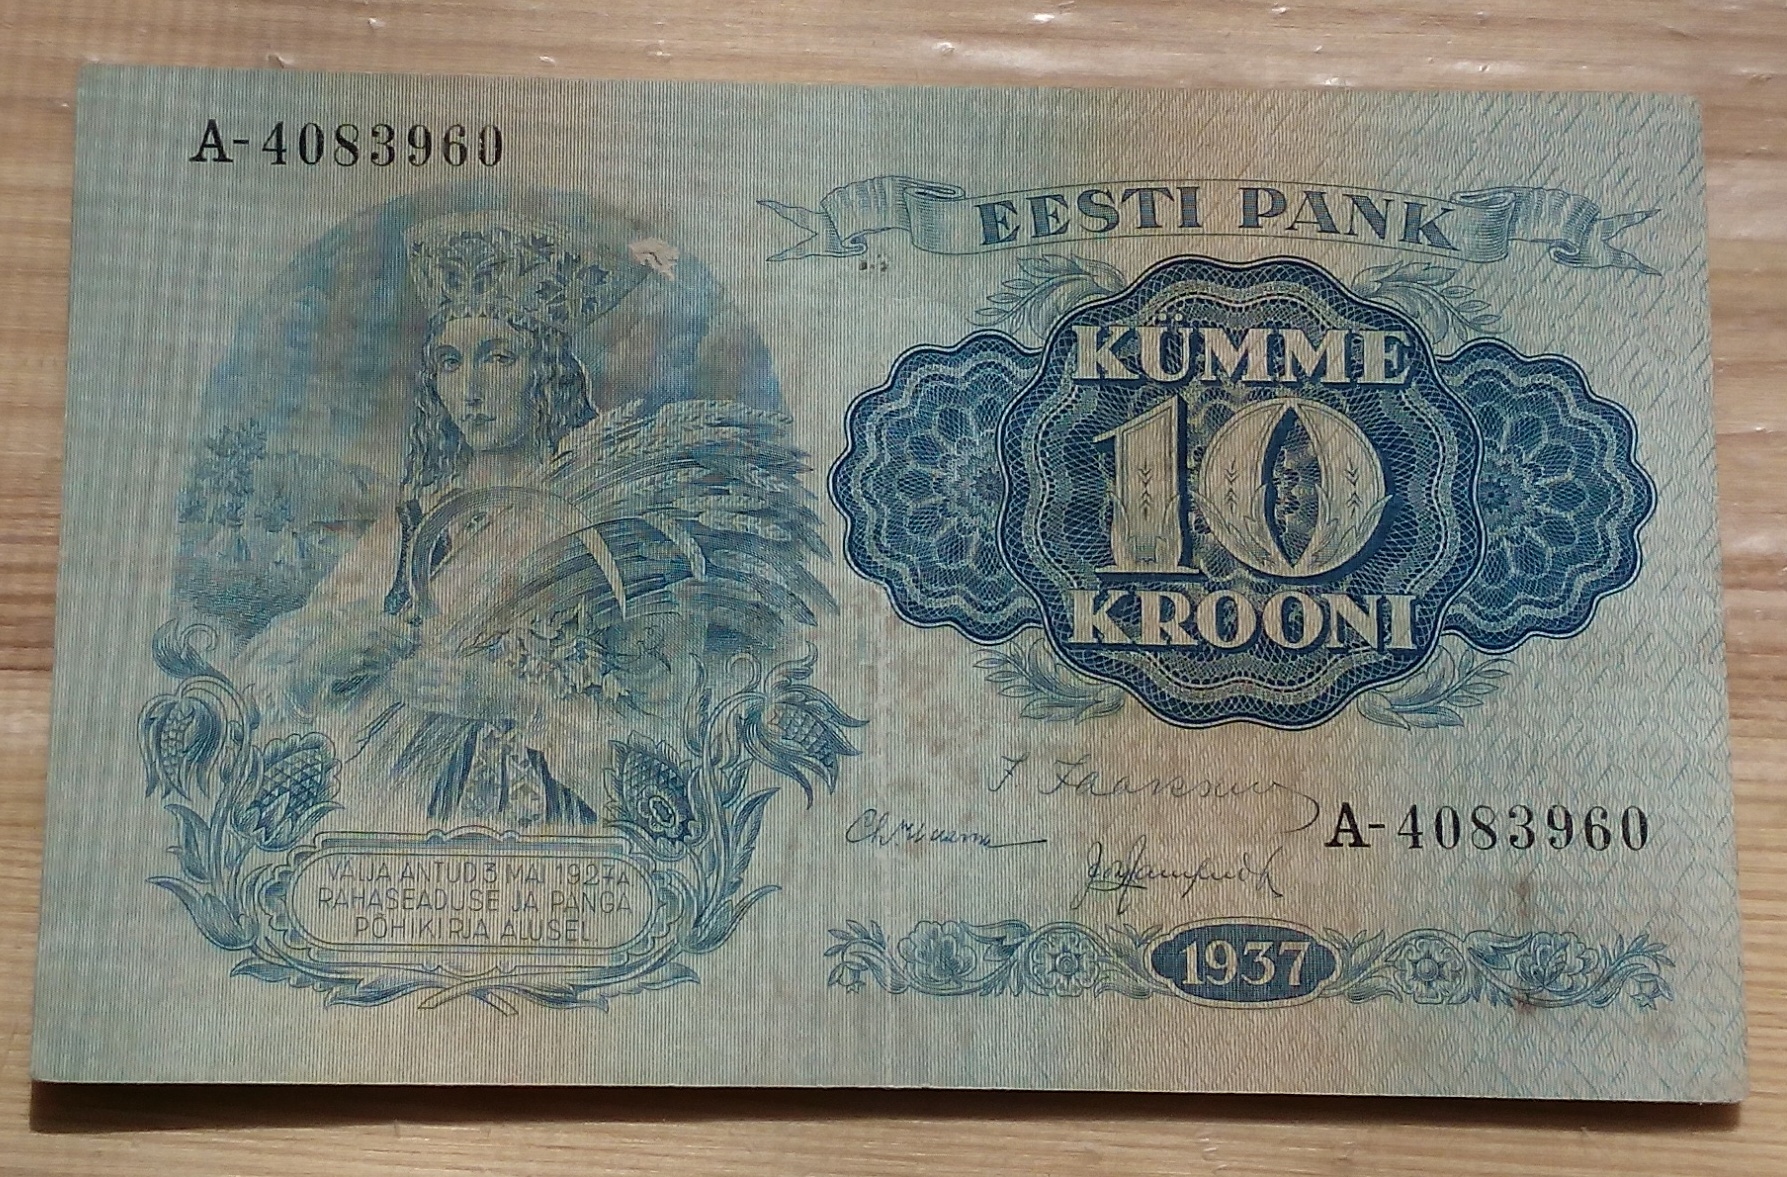 A-4083960
EESTI PANK
KÜMME
10
KROONI
A-4083960
VÄLJA ANTUD 3 MAI 1927 A
RAHASEADUSE JA PANGA
PÕHIKIRJA ALUSEL
1937